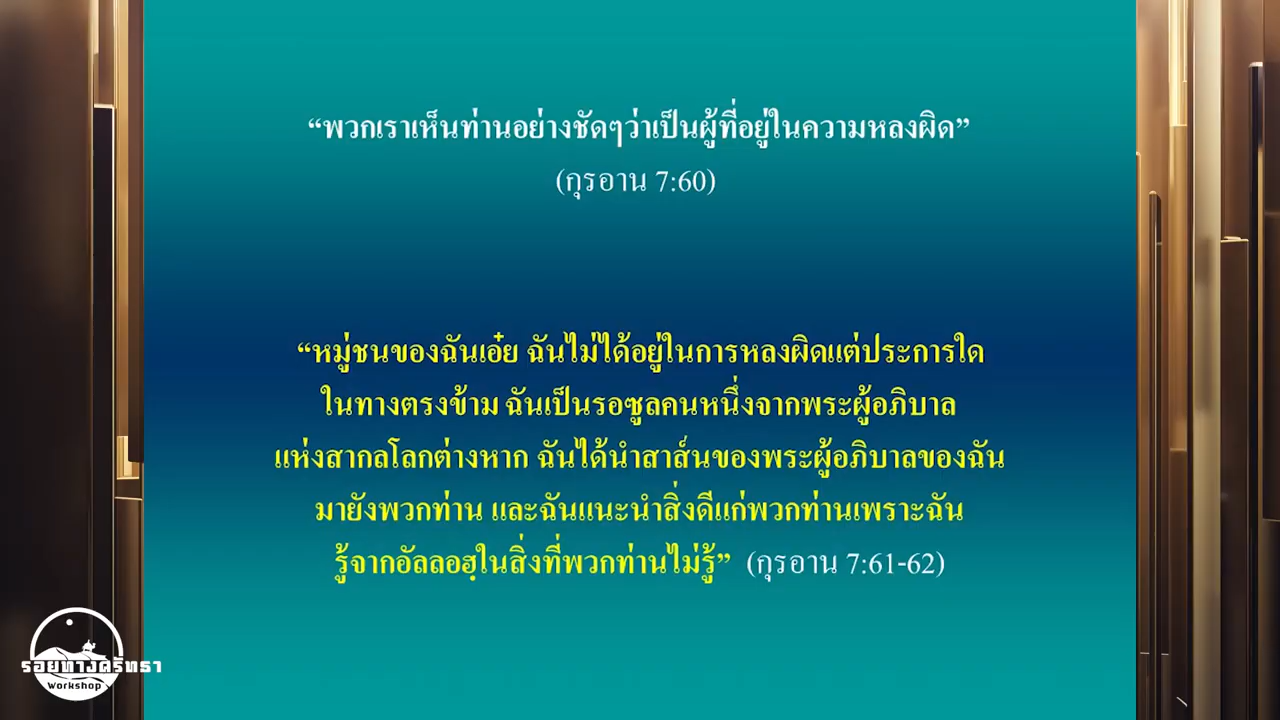 “พวกเราเห็นท่านอย่างชัดๆว่าเป็นผู้ที่อยู่ในความหลงผิด”
(กุรอาน 7:60)
“หมู่ชนของฉันเอ๋ย ฉันไม่ได้อยู่ในการหลงผิดแต่ประการใด
ในทางตรงข้าม ฉันเป็นรอซูลคนหนึ่งจากพระผู้อภิบาล
แห่งสากลโลกต่างหาก ฉันได้นำสาส์นของพระผู้อภิบาลของฉัน
มายังพวกท่าน และฉันแนะนำสิ่งดีแก่พวกท่านเพราะฉัน
รู้จากอัลลอฮฺในสิ่งที่พวกท่านไม่รู้” (กุรอาน 7:61-62)
รอยทางศรัทธา
Workshop